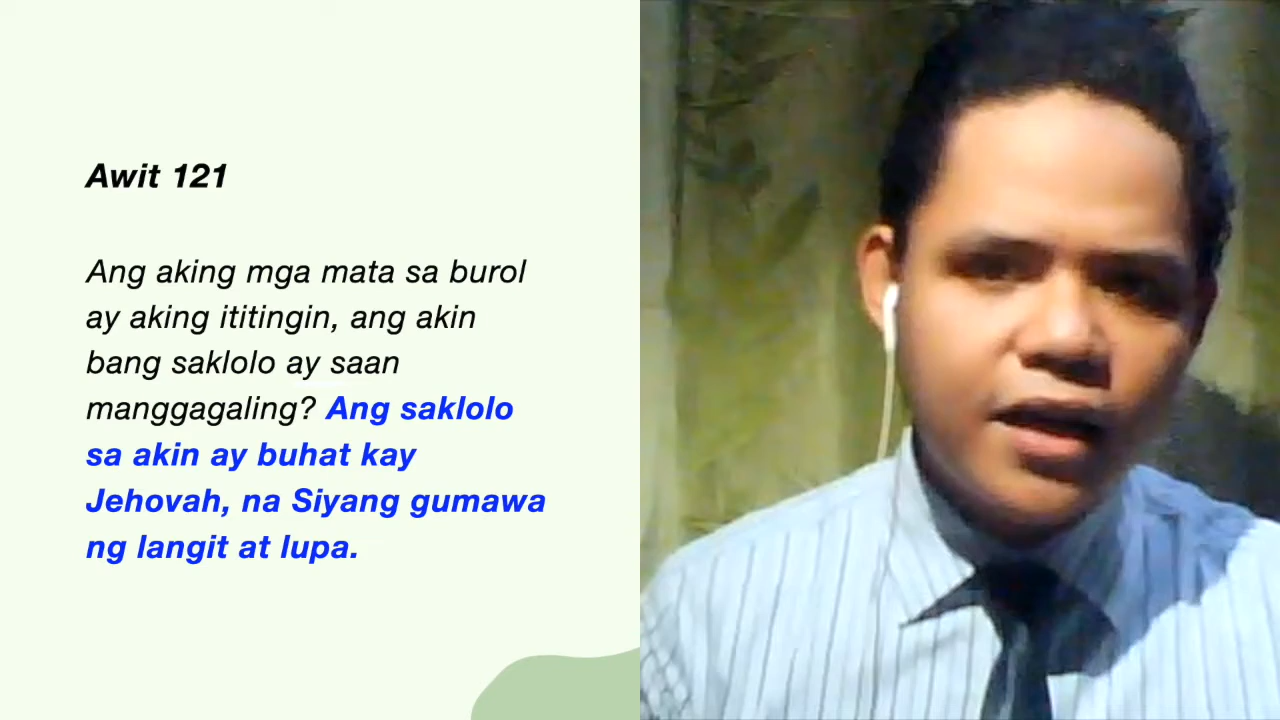 Awit 121
Ang aking mga mata sa burol
ay aking ititingin, ang akin
bang saklolo ay saan
manggagaling? Ang saklolo
sa akin ay buhat kay
Jehovah, na Siyang gumawa
ng langit at lupa.